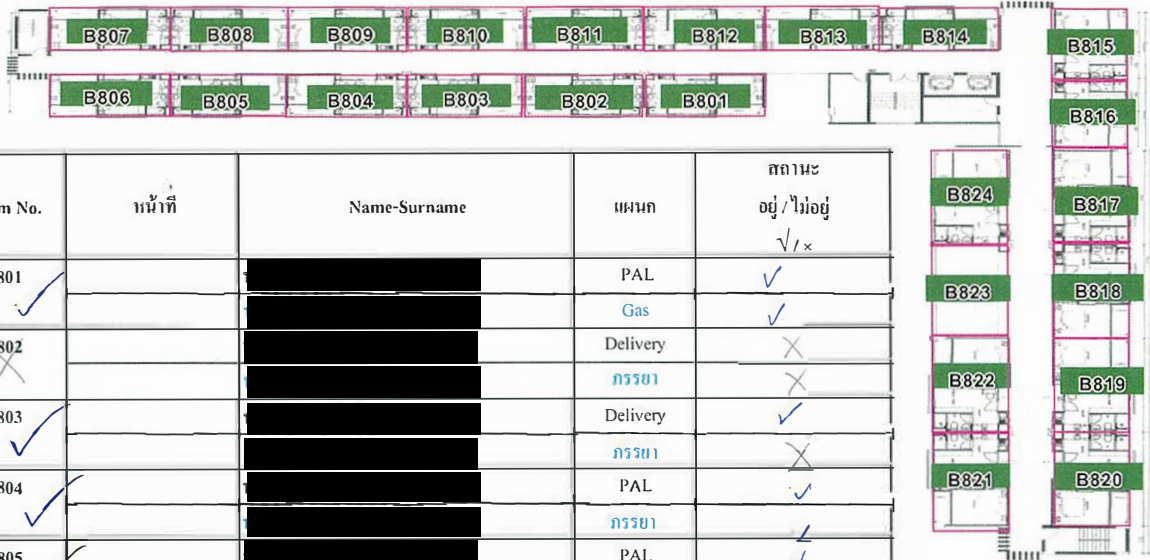 B807 B808 B809 B810 B811 B812 B813 B814
B815
B806 B805 B804 B803 B802 B801
B816
B824 B817
B823 B818
B822 B819
B821 B820
m No. หน้าที่ Name-Surname แผนก สถานะ
อยู่ / ไม่อยู่
√ / ×
801 PAL ✓
Gas ✓
802 Delivery ×
ภรรยา ×
803 Delivery ✓
ภรรยา ×
804 PAL ✓
ภรรยา
805 PAL